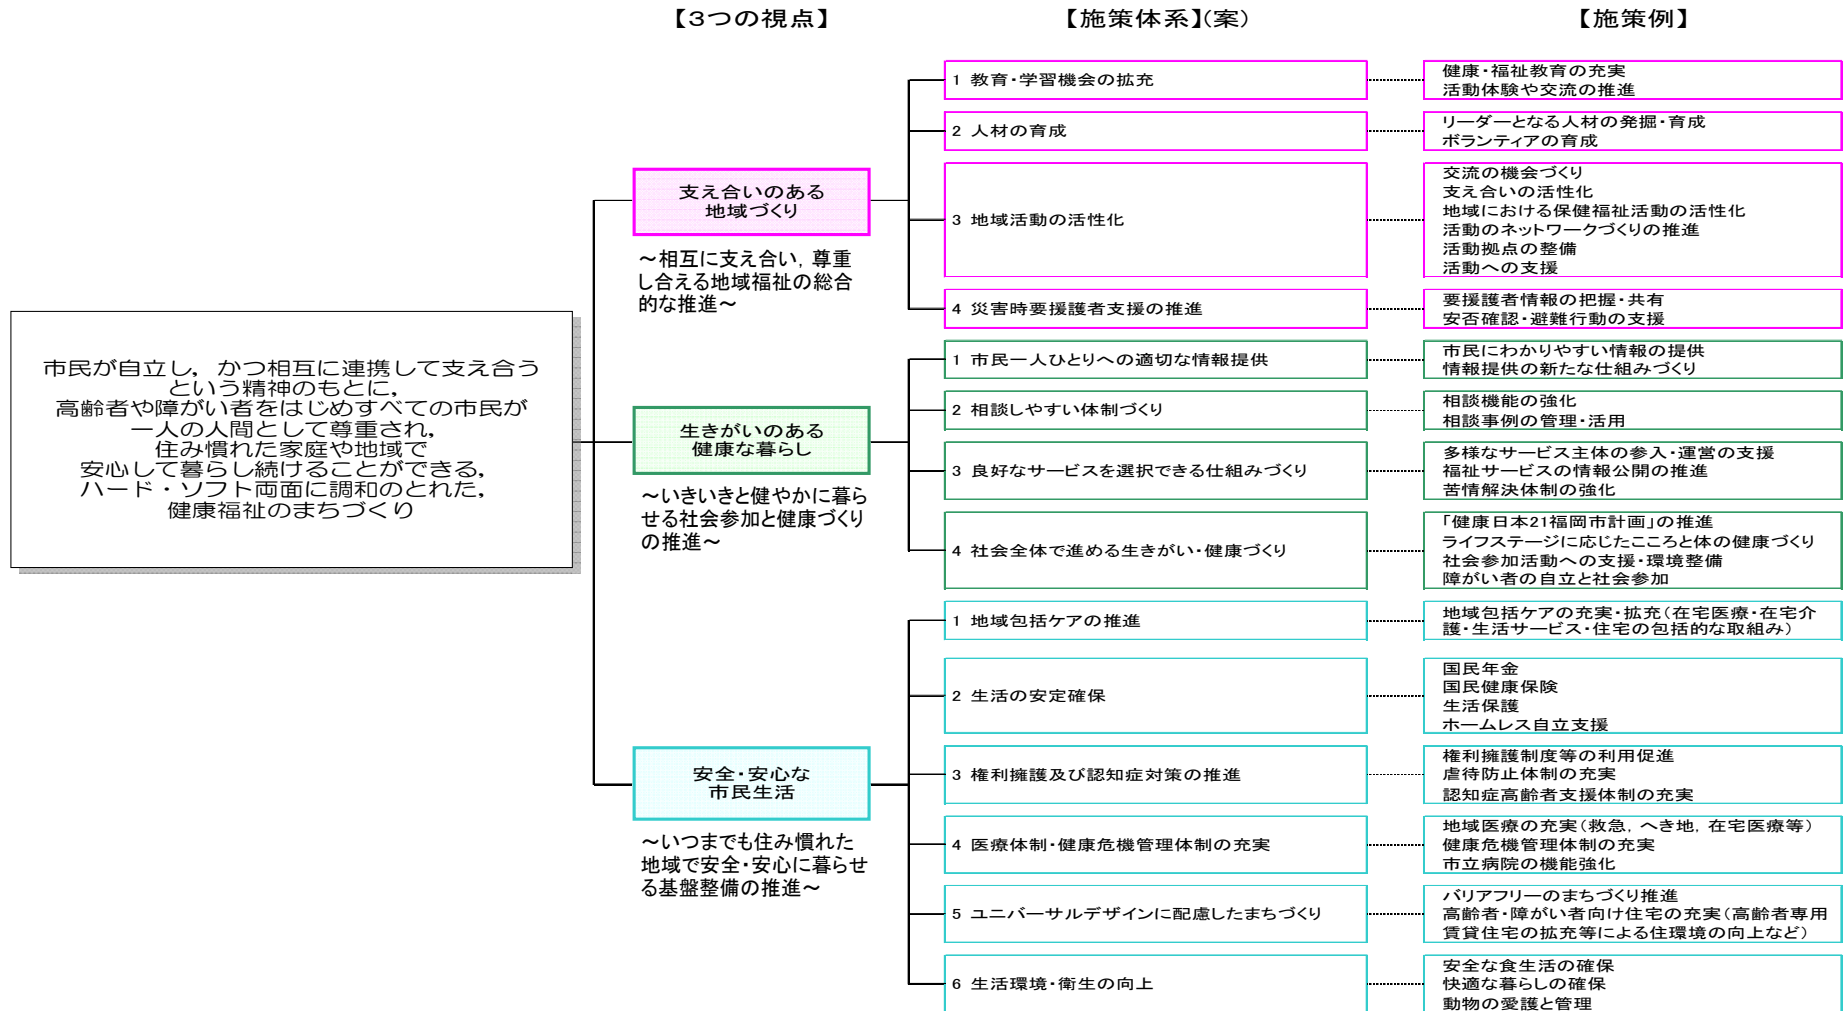 【3つの視点】
【施策体系】(案)
【施策例】
市民が自立し，かつ相互に連携して支え合う
という精神のもとに，
高齢者や障がい者をはじめすべての市民が
一人の人間として尊重され，
住み慣れた家庭や地域で
安心して暮らし続けることができる，
ハード・ソフト両面に調和のとれた，
健康福祉のまちづくり
支え合いのある
地域づくり
～相互に支え合い，尊重
し合える地域福祉の総合
的な推進～
1 教育・学習機会の拡充
健康・福祉教育の充実
活動体験や交流の推進
2 人材の育成
リーダーとなる人材の発掘・育成
ボランティアの育成
3 地域活動の活性化
交流の機会づくり
支え合いの活性化
地域における保健福祉活動の活性化
活動のネットワークづくりの推進
活動拠点の整備
活動への支援
4 災害時要援護者支援の推進
要援護者情報の把握・共有
安否確認・避難行動の支援
生きがいのある
健康な暮らし
～いきいきと健やかに暮ら
せる社会参加と健康づくり
の推進～
1 市民一人ひとりへの適切な情報提供
市民にわかりやすい情報の提供
情報提供の新たな仕組みづくり
2 相談しやすい体制づくり
相談機能の強化
相談事例の管理・活用
3 良好なサービスを選択できる仕組みづくり
多様なサービス主体の参入・運営の支援
福祉サービスの情報公開の推進
苦情解決体制の強化
4 社会全体で進める生きがい・健康づくり
「健康日本21福岡市計画」の推進
ライフステージに応じたこころと体の健康づくり
社会参加活動への支援・環境整備
障がい者の自立と社会参加
安全・安心な
市民生活
～いつまでも住み慣れた
地域で安全・安心に暮らせ
る基盤整備の推進～
1 地域包括ケアの推進
地域包括ケアの充実・拡充(在宅医療・在宅介
護・生活サービス・住宅の包括的な取組み)
2 生活の安定確保
国民年金
国民健康保険
生活保護
ホームレス自立支援
3 権利擁護及び認知症対策の推進
権利擁護制度等の利用促進
虐待防止体制の充実
認知症高齢者支援体制の充実
4 医療体制・健康危機管理体制の充実
地域医療の充実(救急，へき地，在宅医療等)
健康危機管理体制の充実
市立病院の機能強化
5 ユニバーサルデザインに配慮したまちづくり
バリアフリーのまちづくり推進
高齢者・障がい者向け住宅の充実(高齢者専用
賃貸住宅の拡充等による住環境の向上など)
6 生活環境・衛生の向上
安全な食生活の確保
快適な暮らしの確保
動物の愛護と管理